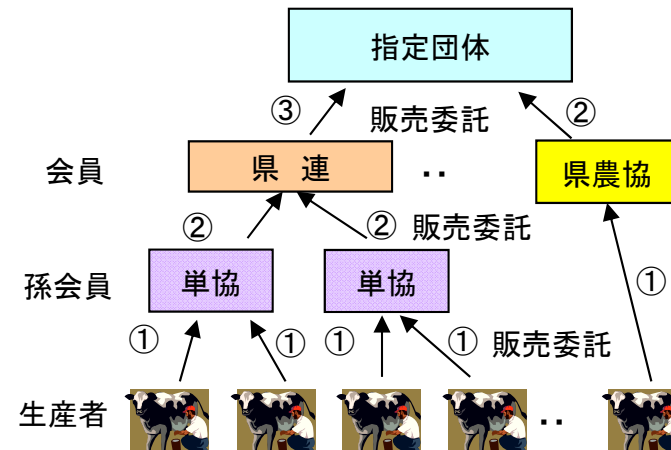 指定団体
③
販売委託
②
会員
県 連
‥
県農協
②
②
販売委託
孫会員
単協
単協
①
①
①
①
①
販売委託
生産者
‥